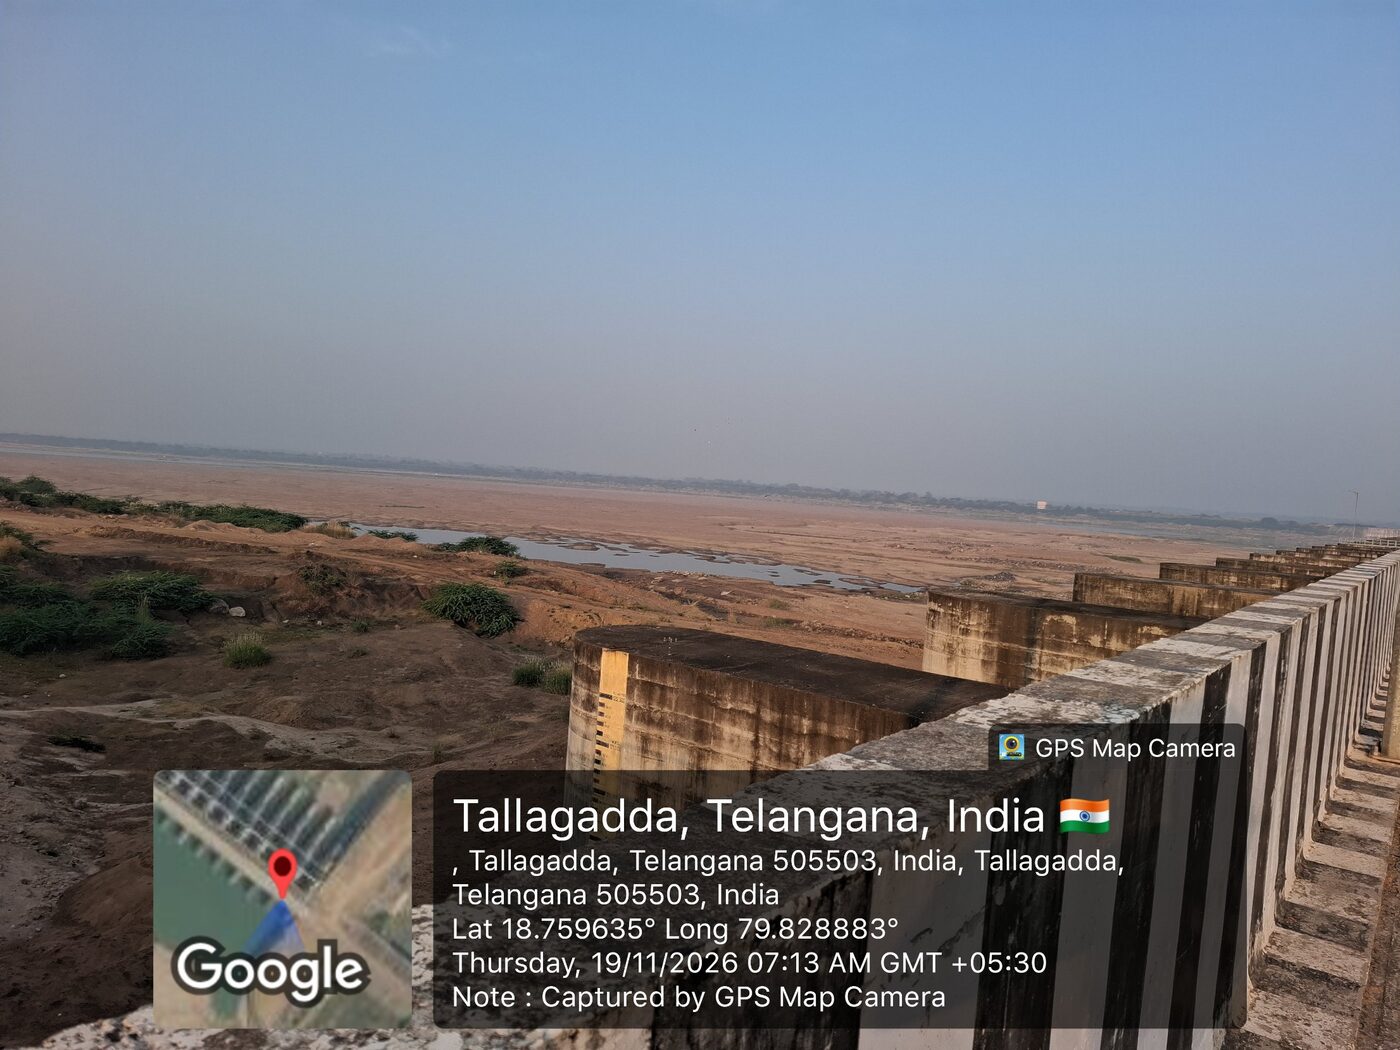 GPS Map Camera
Tallagadda, Telangana, India 🇮🇳
, Tallagadda, Telangana 505503, India, Tallagadda,
Telangana 505503, India
Lat 18.759635° Long 79.828883°
Thursday, 19/11/2026 07:13 AM GMT +05:30
Note : Captured by GPS Map Camera
Google